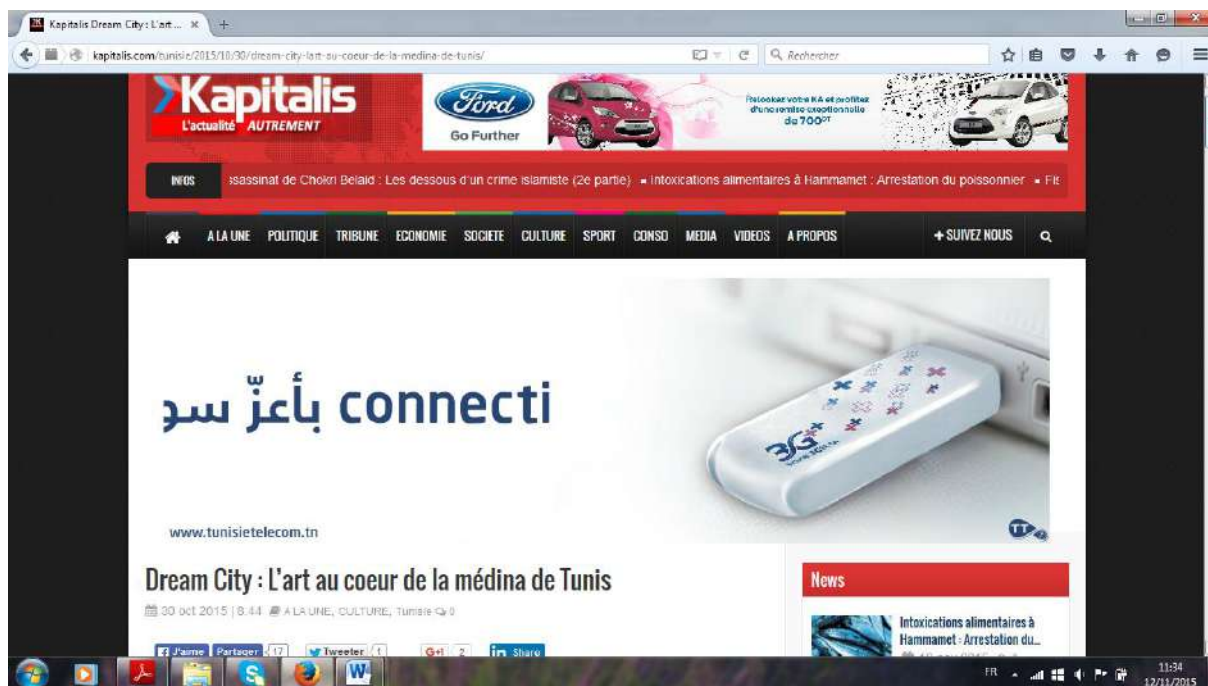 Kapitalis Dream City : L'art ...
kapitalis.com/tunisie/2015/10/30/dream-city-lart-au-coeur-de-la-medina-de-tunis/
Rechercher
Kapitalis
L'actualité AUTREMENT
Ford
Go Further
Relookez votre KA et profitez
d'une remise exceptionnelle
de 700DT
INFOS
ssassinat de Chokri Belaid : Les dessous d'un crime islamiste (2e partie) ▪ Intoxications alimentaires à Hammamet : Arrestation du poissonnier ▪
A LA UNE POLITIQUE TRIBUNE ECONOMIE SOCIETE CULTURE SPORT CONSO MEDIA VIDEOS A PROPOS + SUIVEZ NOUS
connecti بأعزّ سو
3G++
www.tunisietelecom.tn
TT
Dream City : L'art au coeur de la médina de Tunis
30 oct 2015 | 8:44 A LA UNE, CULTURE, Tunisie 0
News
Intoxications alimentaires à
Hammamet : Arrestation du...
J'aime Partager 17 Tweeter 1 G+1 2 in Share
FR
11:34
12/11/2015